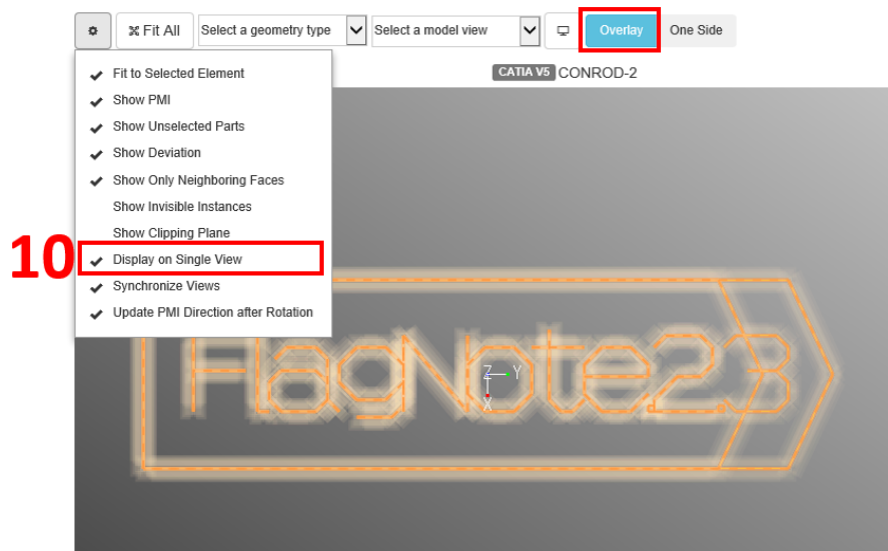 Fit All Select a geometry type Select a model view Overlay One Side
Fit to Selected Element
CATIA V5 CONROD-2
Show PMI
Show Unselected Parts
Show Deviation
Show Only Neighboring Faces
Show Invisible Instances
Show Clipping Plane
10
Display on Single View
Synchronize Views
Update PMI Direction after Rotation
FlagNote23
Z Y
X